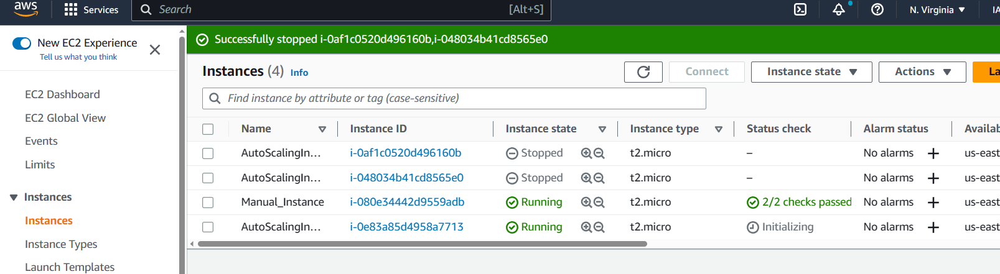 aws Services Search [Alt+S] N. Virginia IA
New EC2 Experience
Tell us what you think
EC2 Dashboard
EC2 Global View
Events
Limits
Instances
Instances
Instance Types
Launch Templates
Successfully stopped i-0af1c0520d496160b,i-048034b41cd8565e0
Instances (4) Info Connect Instance state Actions La
Find instance by attribute or tag (case-sensitive)
Name Instance ID Instance state Instance type Status check Alarm status Availab
AutoScalingIn... i-0af1c0520d496160b Stopped t2.micro – No alarms + us-east
AutoScalingIn... i-048034b41cd8565e0 Stopped t2.micro – No alarms + us-east
Manual_Instance i-080e34442d9559adb Running t2.micro 2/2 checks passed No alarms + us-east
AutoScalingIn... i-0e83a85d4958a7713 Running t2.micro Initializing No alarms + us-east